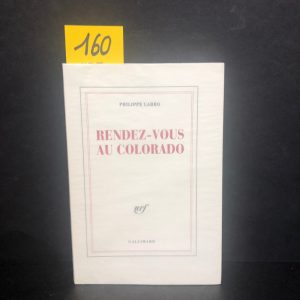 160
PHILIPPE LABRO
RENDEZ-VOUS
AU COLORADO
nrf
GALLIMARD